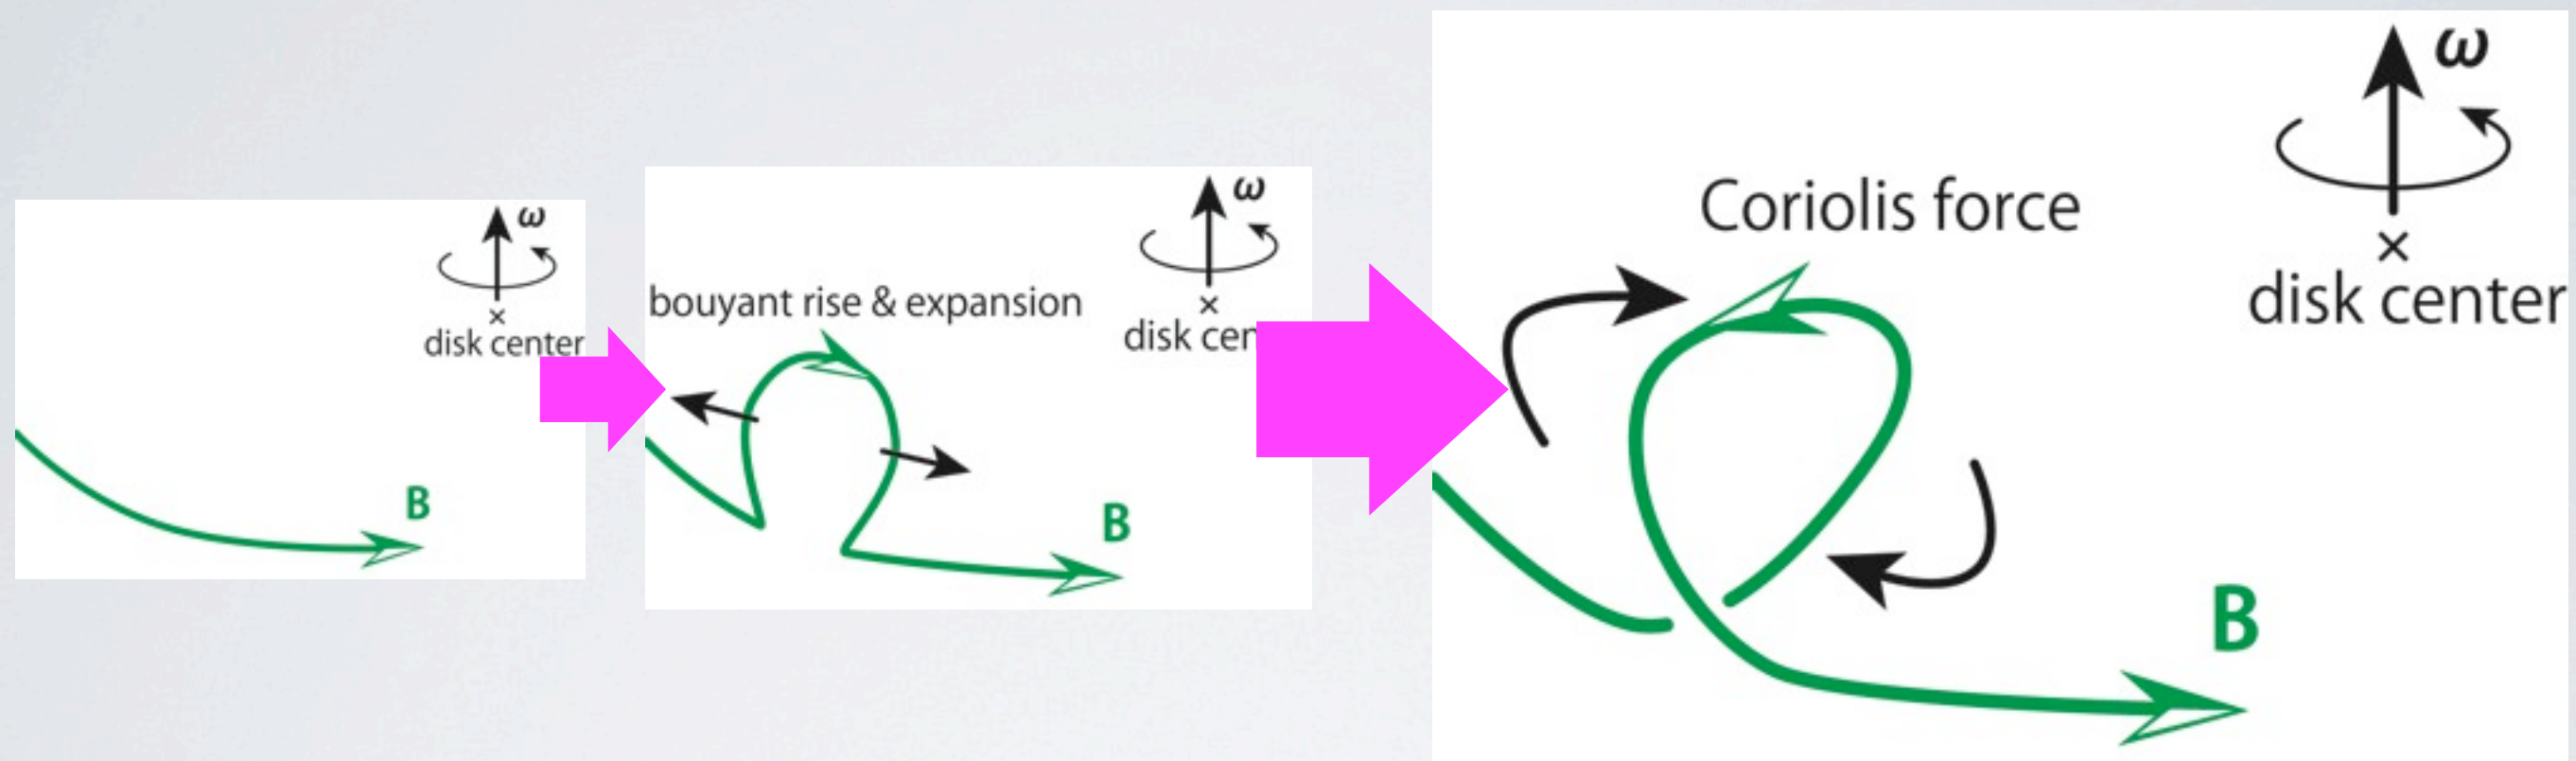 ω
disk center
B
bouyant rise & expansion
ω
disk cen
B
Coriolis force
ω
disk center
B